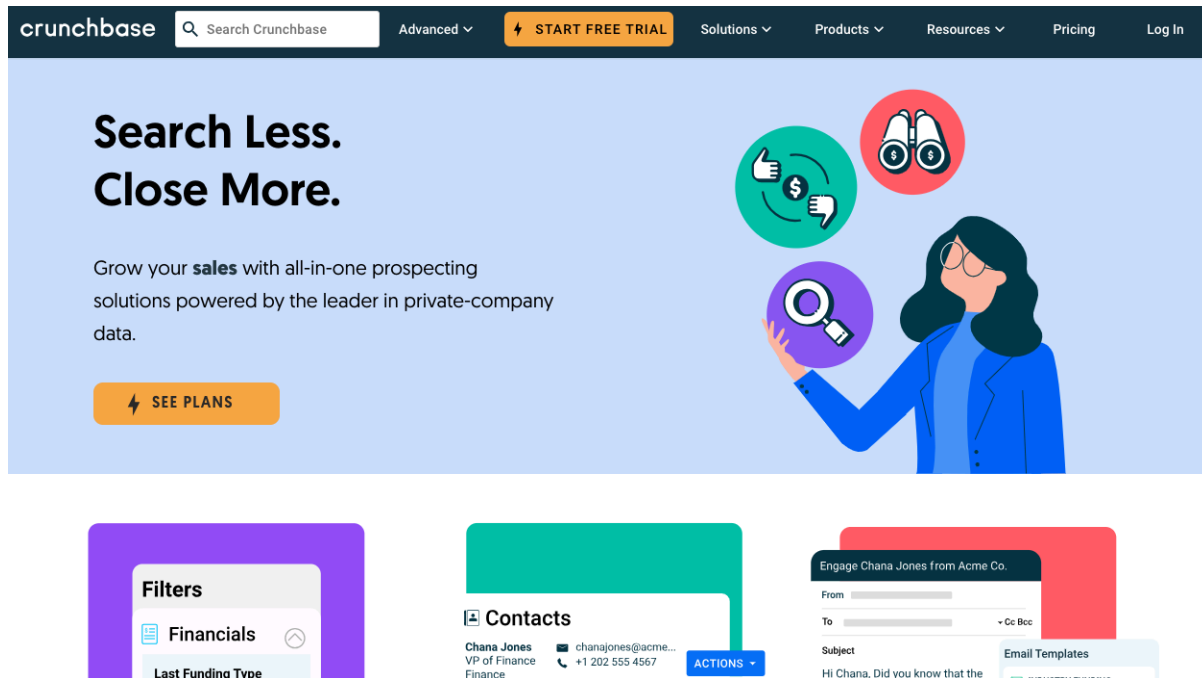 crunchbase
Search Crunchbase
Advanced
START FREE TRIAL
Solutions
Products
Resources
Pricing
Log In
Search Less.
Close More.
Grow your sales with all-in-one prospecting
solutions powered by the leader in private-company
data.
SEE PLANS
$
$ $
Filters
Financials
Last Funding Type
Contacts
Chana Jones
VP of Finance
Finance
chanajones@acme...
+1 202 555 4567
ACTIONS
Engage Chana Jones from Acme Co.
From
To
Cc Bcc
Subject
Hi Chana, Did you know that the
Email Templates